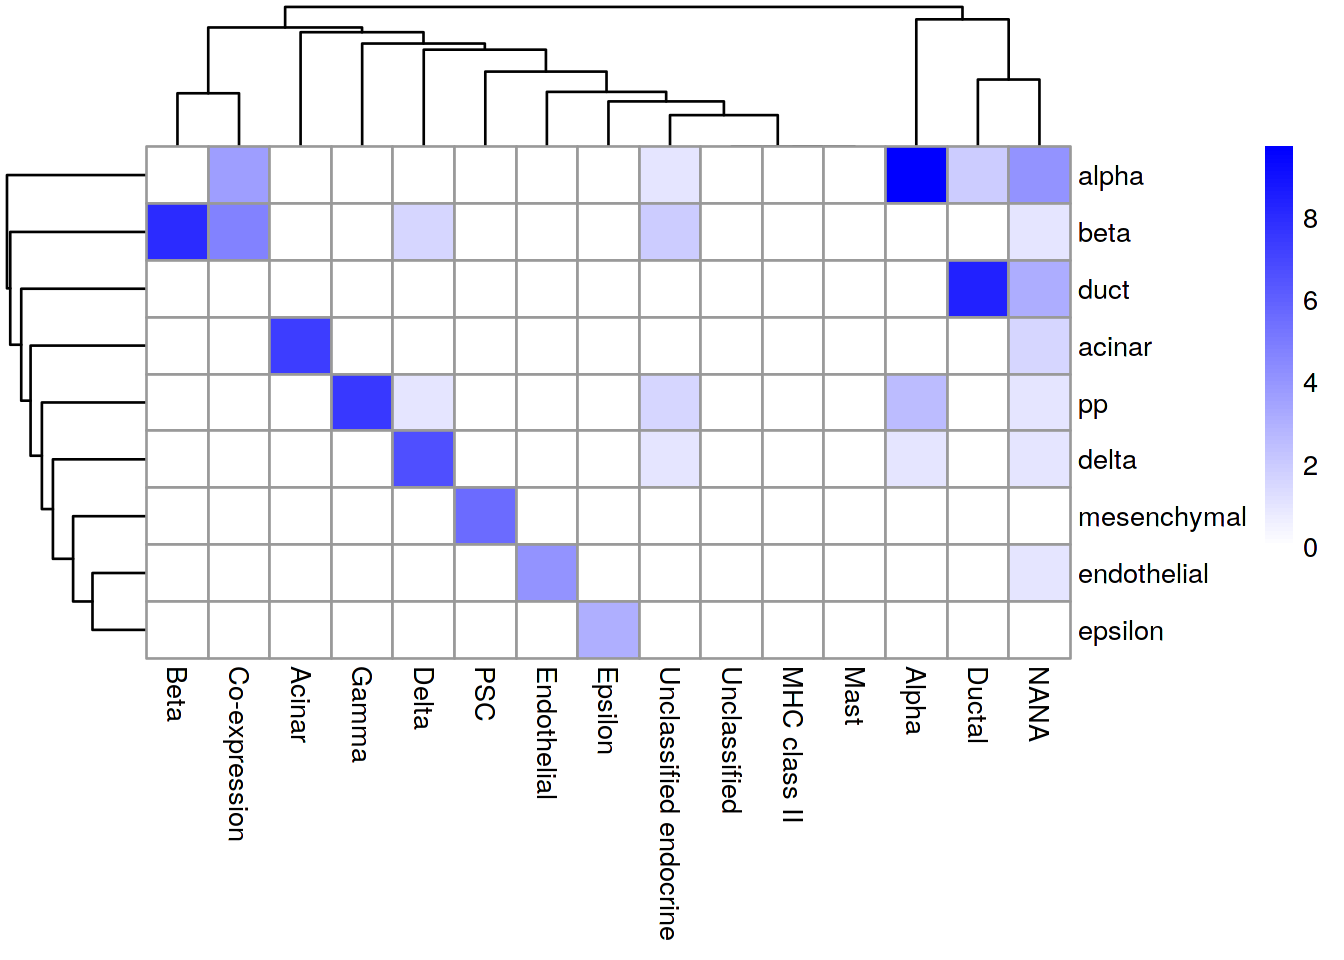 alpha
beta
duct
acinar
pp
delta
mesenchymal
endothelial
epsilon
8
6
4
2
0
Beta
Co-expression
Acinar
Gamma
Delta
PSC
Endothelial
Epsilon
Unclassified endocrine
Unclassified
MHC class II
Mast
Alpha
Ductal
NANA